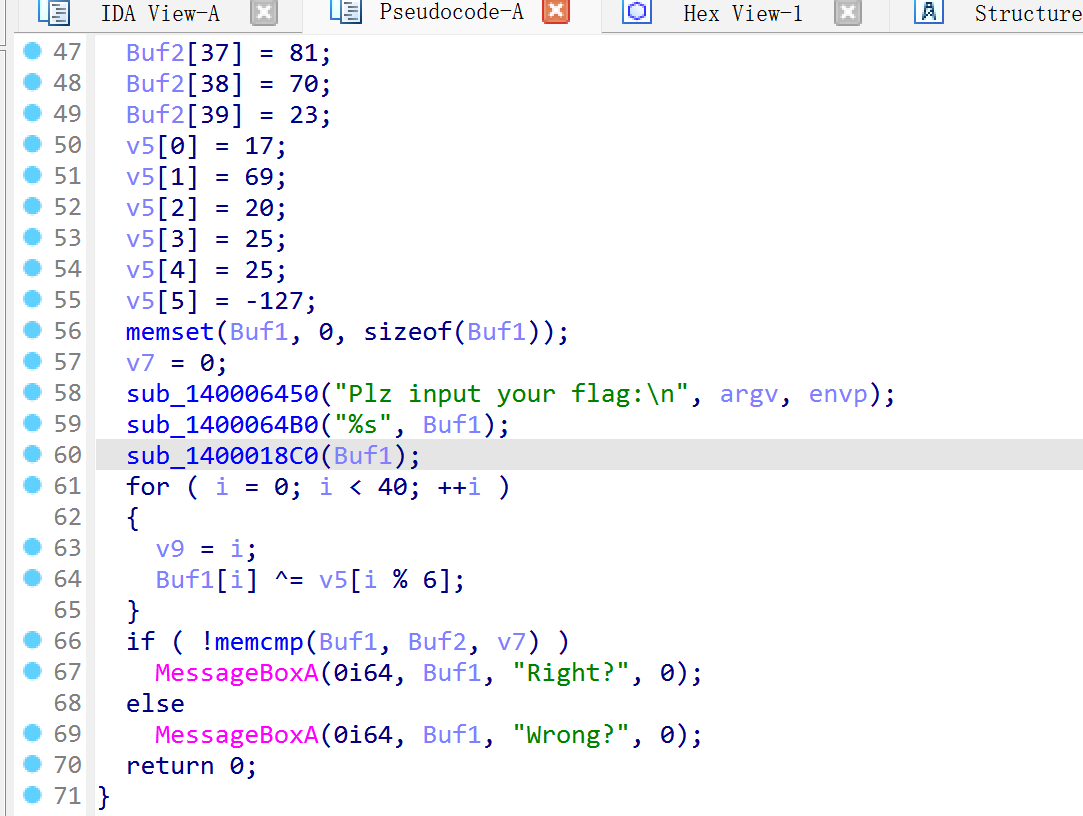 IDA View-A Pseudocode-A Hex View-1 Structure
47 Buf2[37] = 81;
48 Buf2[38] = 70;
49 Buf2[39] = 23;
50 v5[0] = 17;
51 v5[1] = 69;
52 v5[2] = 20;
53 v5[3] = 25;
54 v5[4] = 25;
55 v5[5] = -127;
56 memset(Buf1, 0, sizeof(Buf1));
57 v7 = 0;
58 sub_140006450("Plz input your flag:\n", argv, envp);
59 sub_1400064B0("%s", Buf1);
60 sub_1400018C0(Buf1);
61 for ( i = 0; i < 40; ++i )
62 {
63 v9 = i;
64 Buf1[i] ^= v5[i % 6];
65 }
66 if ( !memcmp(Buf1, Buf2, v7) )
67 MessageBoxA(0i64, Buf1, "Right?", 0);
68 else
69 MessageBoxA(0i64, Buf1, "Wrong?", 0);
70 return 0;
71 }